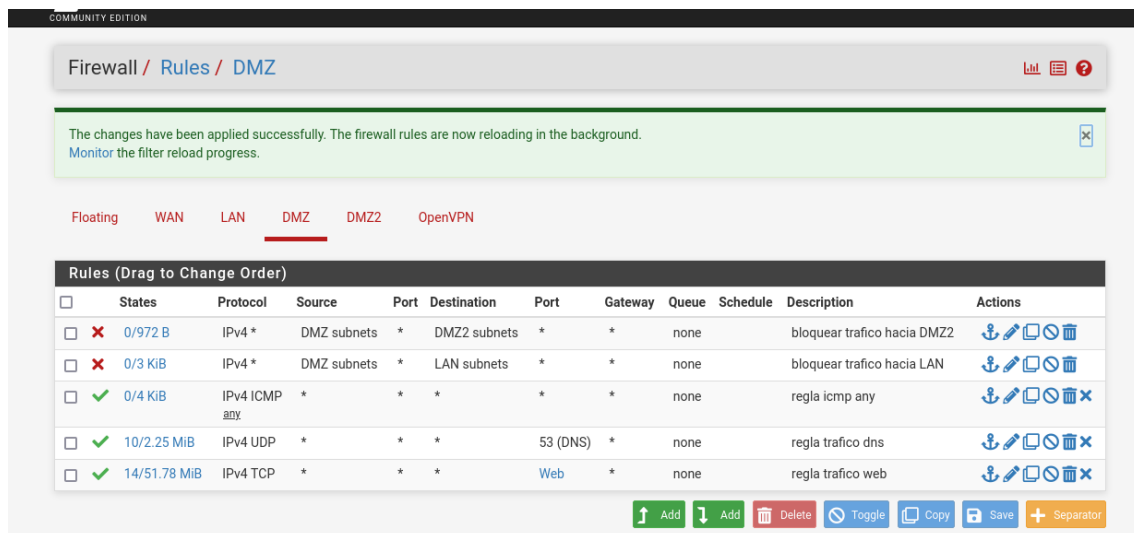 COMMUNITY EDITION
Firewall / Rules / DMZ
The changes have been applied successfully. The firewall rules are now reloading in the background.
Monitor the filter reload progress.
Floating WAN LAN DMZ DMZ2 OpenVPN
Rules (Drag to Change Order)
States Protocol Source Port Destination Port Gateway Queue Schedule Description Actions
0/972 B IPv4 * DMZ subnets * DMZ2 subnets * * none bloquear trafico hacia DMZ2
0/3 KiB IPv4 * DMZ subnets * LAN subnets * * none bloquear trafico hacia LAN
0/4 KiB IPv4 ICMP * * * * * none regla icmp any
any
10/2.25 MiB IPv4 UDP * * * 53 (DNS) * none regla trafico dns
14/51.78 MiB IPv4 TCP * * * Web * none regla trafico web
Add Add Delete Toggle Copy Save Separator